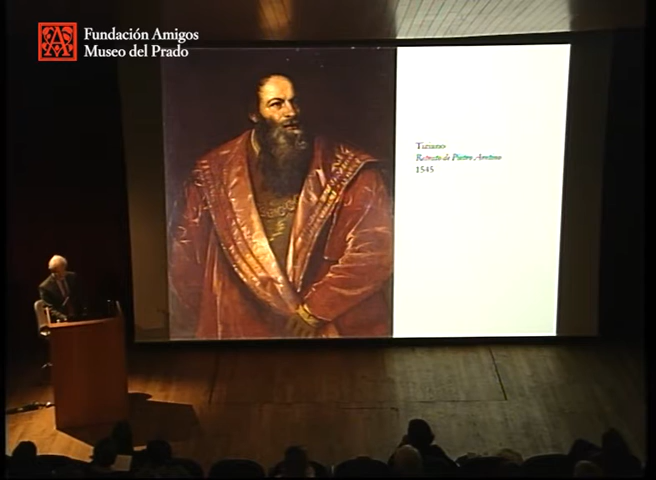 Fundación Amigos
Museo del Prado
Tiziano
Retrato de Pietro Aretino
1545